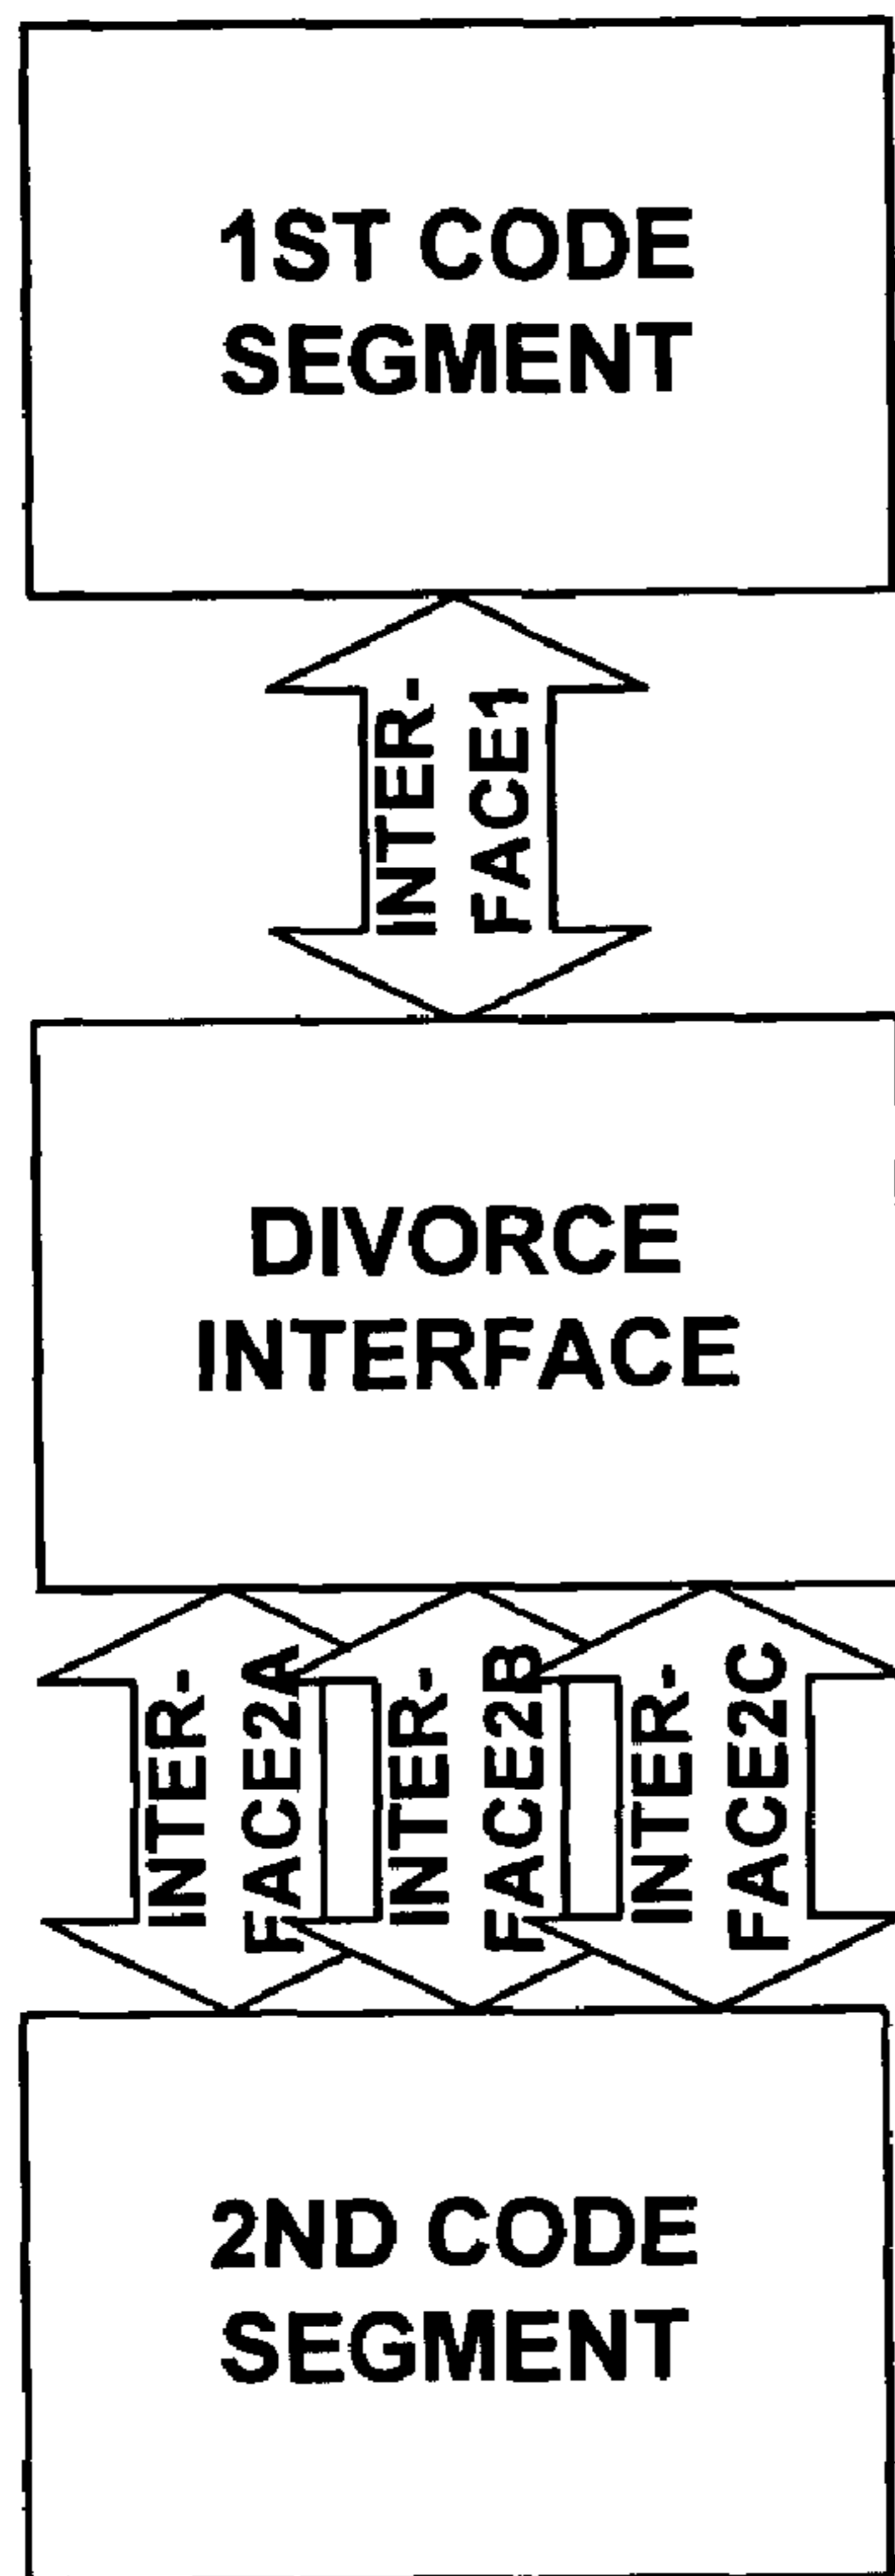 1ST CODE
SEGMENT
INTER-
FACE1
DIVORCE
INTERFACE
INTER-
FACE2A
INTER-
FACE2B
INTER-
FACE2C
2ND CODE
SEGMENT